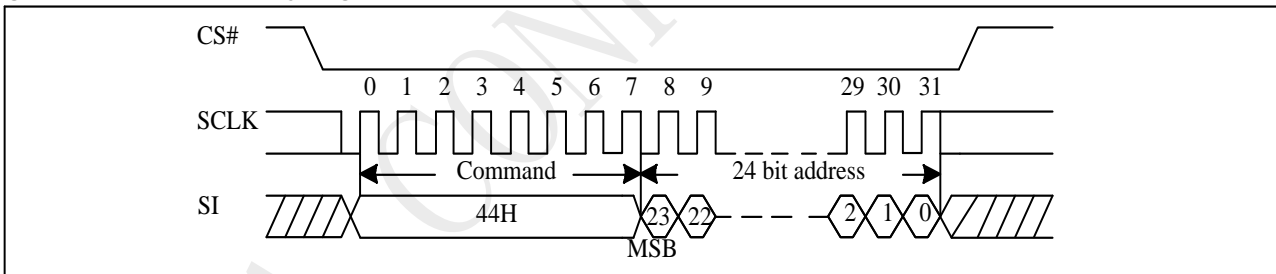 CS#
0 1 2 3 4 5 6 7 8 9 29 30 31
SCLK
Command 24 bit address
SI
44H 23 22 2 1 0
MSB